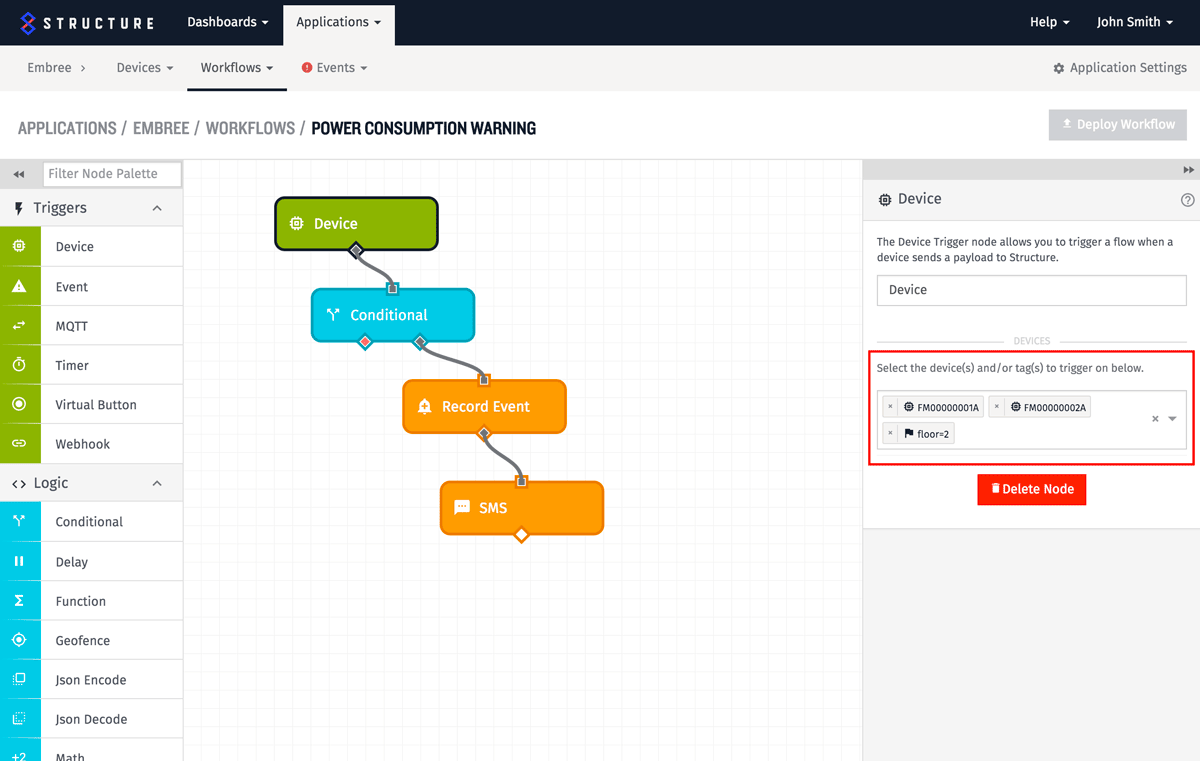 STRUCTURE Dashboards Applications Help John Smith
Embree Devices Workflows Events Application Settings
APPLICATIONS / EMBREE / WORKFLOWS / POWER CONSUMPTION WARNING Deploy Workflow
Filter Node Palette
Triggers
Device
Event
MQTT
Timer
Virtual Button
Webhook
Logic
Conditional
Delay
Function
Geofence
Json Encode
Json Decode
+2 Math
Device
Conditional
Record Event
SMS
Device
The Device Trigger node allows you to trigger a flow when a
device sends a payload to Structure.
Device
DEVICES
Select the device(s) and/or tag(s) to trigger on below.
× FM00000001A × FM00000002A
× floor=2
Delete Node